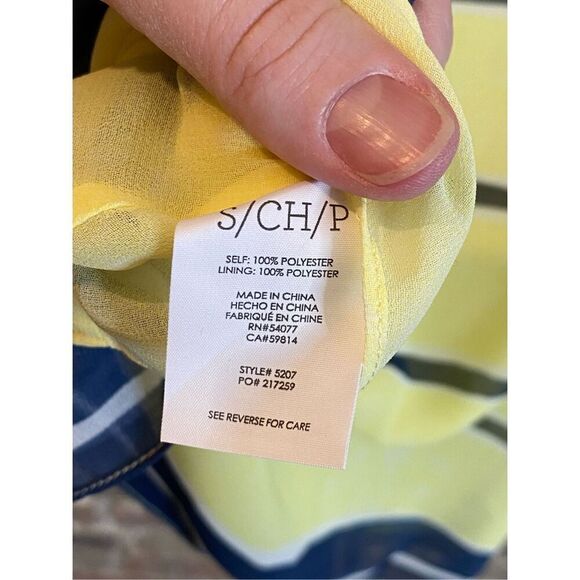 S/CH/P
SELF: 100% POLYESTER
LINING: 100% POLYESTER
MADE IN CHINA
HECHO EN CHINA
FABRIQUÉ EN CHINE
RN#54077
CA#59814
STYLE# 5207
PO# 217259
SEE REVERSE FOR CARE